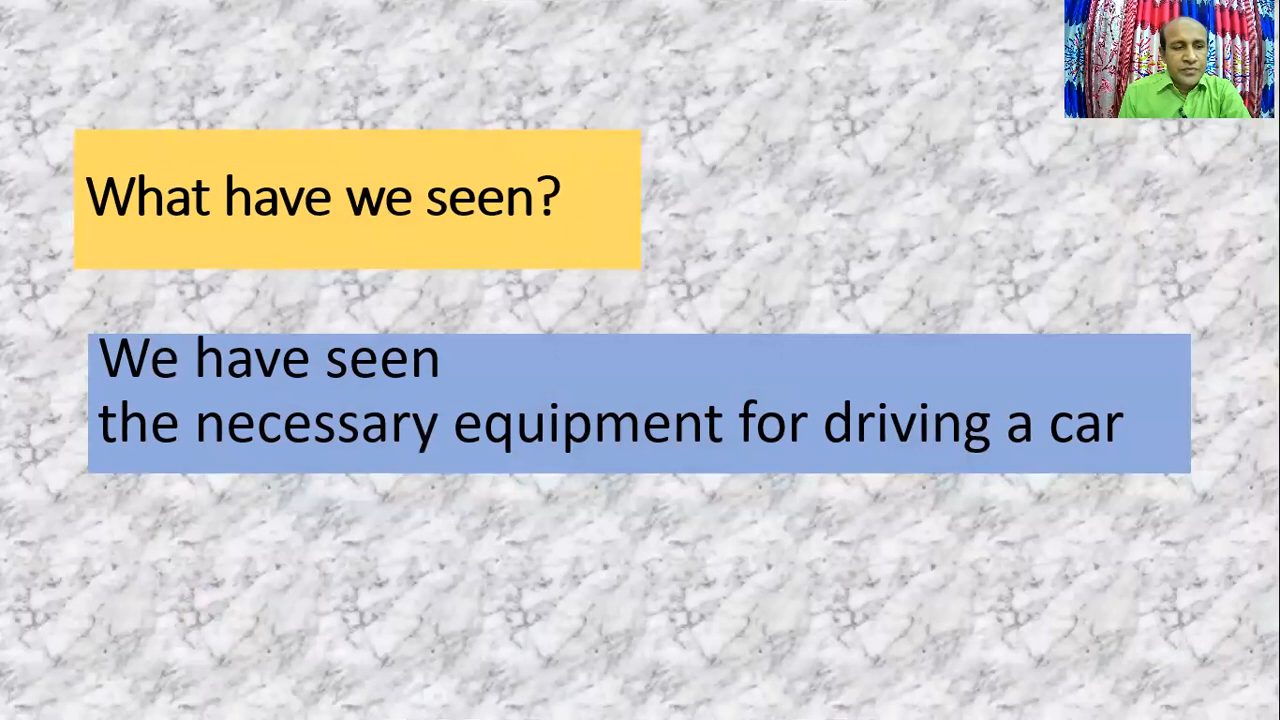 What have we seen?
We have seen
the necessary equipment for driving a car